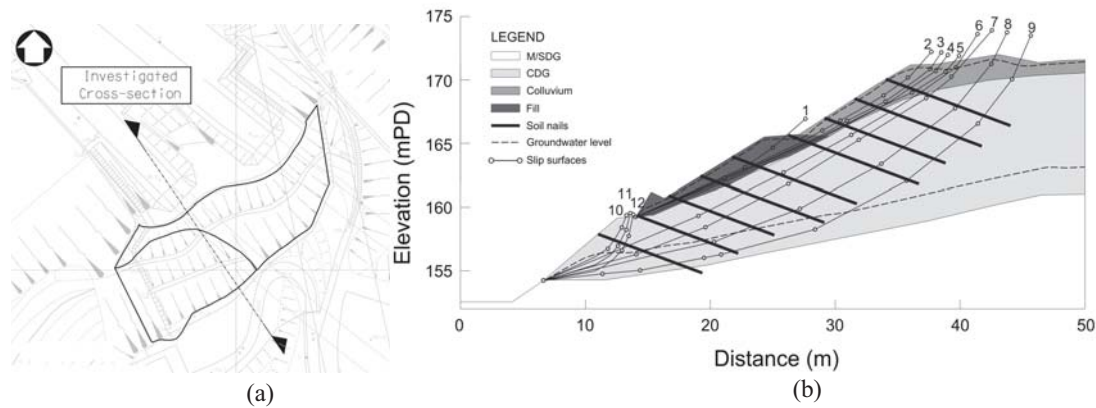 Investigated
Cross-section
(a)
175
170
165
160
155
Elevation (mPD)
LEGEND
M/SDG
CDG
Colluvium
Fill
Soil nails
Groundwater level
Slip surfaces
1
2
3
4
5
6
7
8
9
10
11
12
0
10
20
30
40
50
Distance (m)
(b)